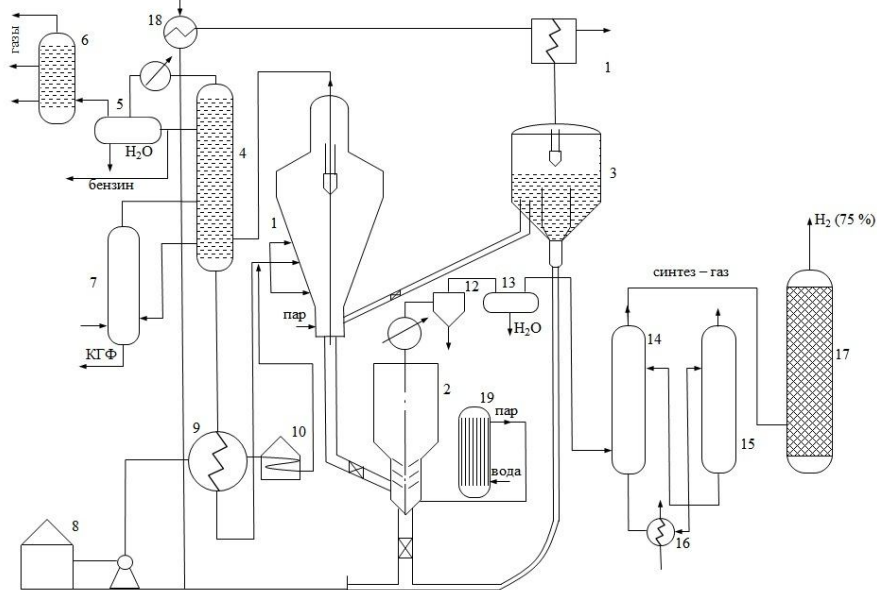 18
газы
6
1
5
4
3
H₂O
бензин
H₂ (75 %)
1
синтез – газ
7
12
13
пар
H₂O
14
17
КГФ
2
19
пар
9
10
15
вода
8
16